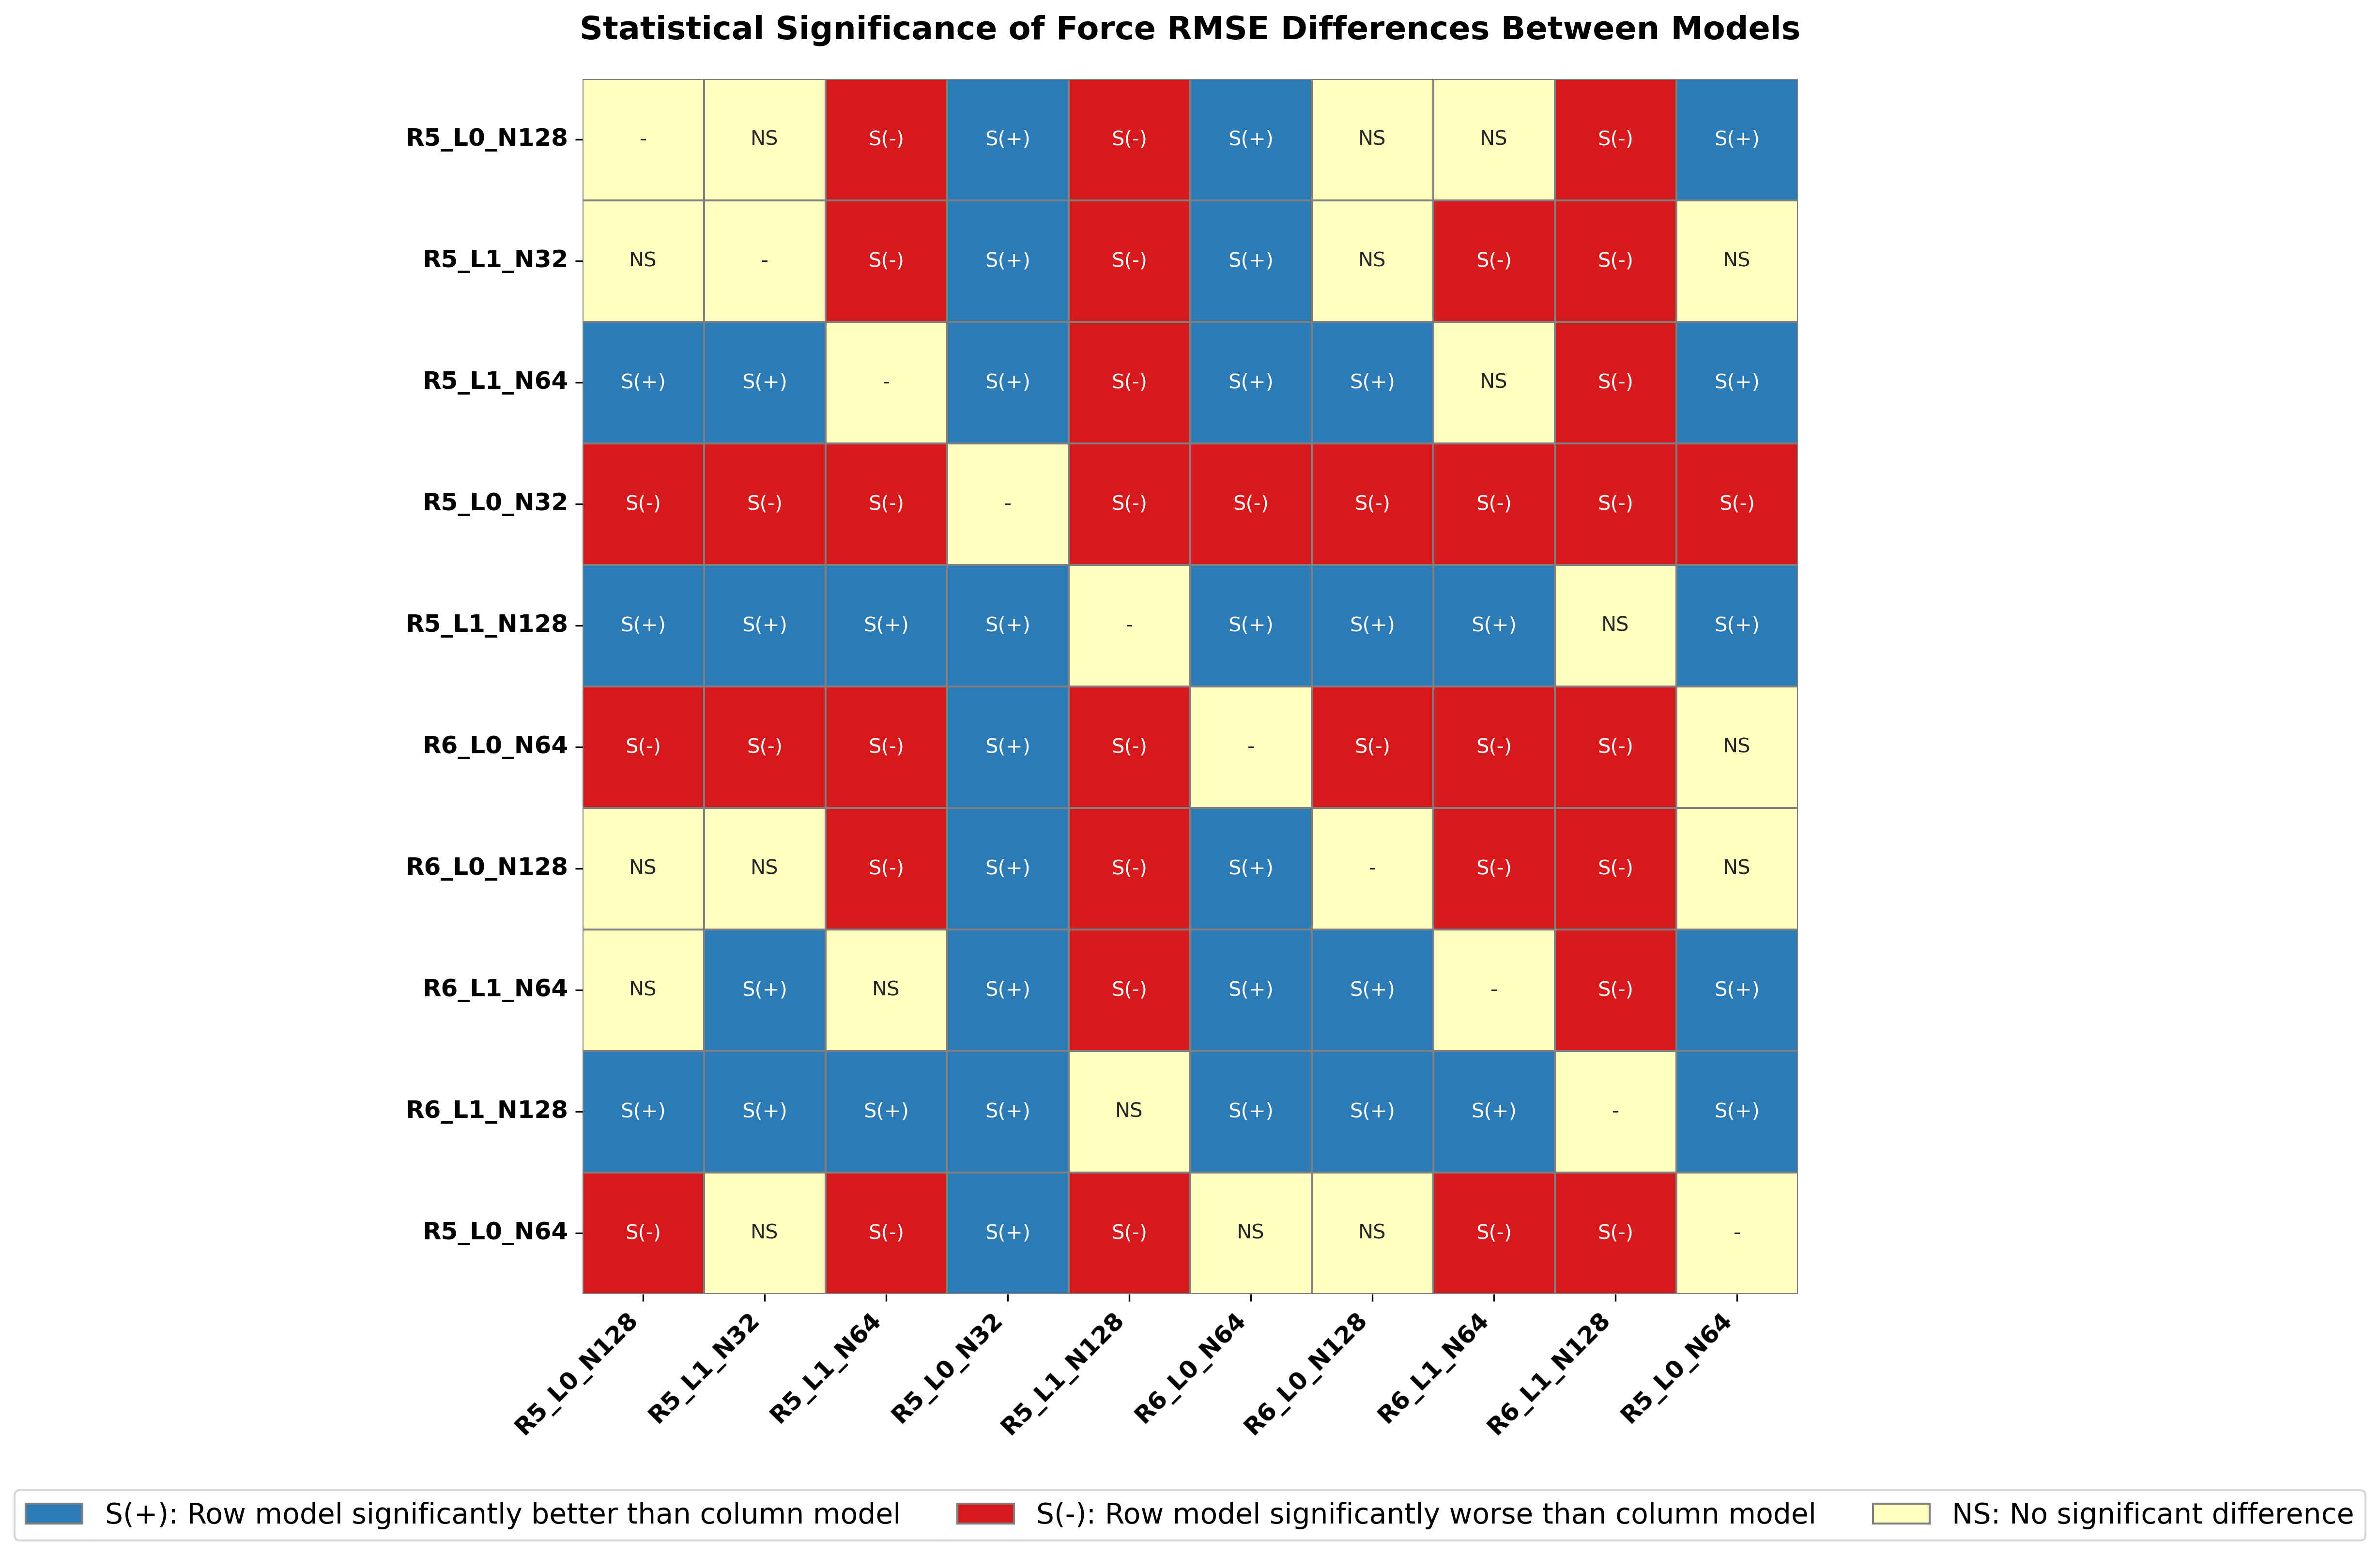 Statistical Significance of Force RMSE Differences Between Models
R5_L0_N128 - NS S(-) S(+) S(-) S(+) NS NS S(-) S(+)
R5_L1_N32 NS - S(-) S(+) S(-) S(+) NS S(-) S(-) NS
R5_L1_N64 S(+) S(+) - S(+) S(-) S(+) S(+) NS S(-) S(+)
R5_L0_N32 S(-) S(-) S(-) - S(-) S(-) S(-) S(-) S(-) S(-)
R5_L1_N128 S(+) S(+) S(+) S(+) - S(+) S(+) S(+) NS S(+)
R6_L0_N64 S(-) S(-) S(-) S(+) S(-) - S(-) S(-) S(-) NS
R6_L0_N128 NS NS S(-) S(+) S(-) S(+) - S(-) S(-) NS
R6_L1_N64 NS S(+) NS S(+) S(-) S(+) S(+) - S(-) S(+)
R6_L1_N128 S(+) S(+) S(+) S(+) NS S(+) S(+) S(+) - S(+)
R5_L0_N64 S(-) NS S(-) S(+) S(-) NS NS S(-) S(-) -
R5_L0_N128 R5_L1_N32 R5_L1_N64 R5_L0_N32 R5_L1_N128 R6_L0_N64 R6_L0_N128 R6_L1_N64 R6_L1_N128 R5_L0_N64
S(+): Row model significantly better than column model S(-): Row model significantly worse than column model NS: No significant difference